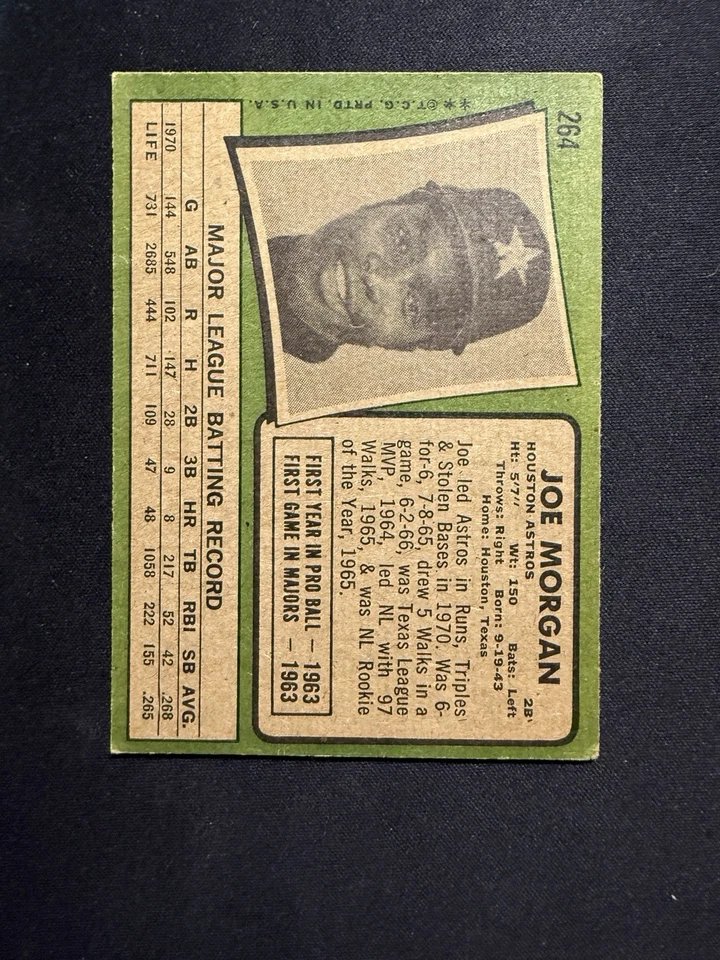 264
✱✱©T.C.G. PRTD. IN U.S.A.
JOE MORGAN 2B
HOUSTON ASTROS
Ht: 5'7" Wt: 150 Bats: Left
Throws: Right Born: 9-19-43
Home: Houston, Texas
Joe led Astros in Runs, Triples
& Stolen Bases in 1970. Was 6-
for-6, 7-8-65, drew 5 Walks in a
game, 6-2-66, was Texas League
MVP, 1964, led NL with 97
Walks, 1965, & was NL Rookie
of the Year, 1965.
FIRST YEAR IN PRO BALL — 1963
FIRST GAME IN MAJORS — 1963
MAJOR LEAGUE BATTING RECORD
G AB R H 2B 3B HR TB RBI SB AVG.
1970 144 548 102 147 28 9 8 217 52 42 .268
LIFE 731 2685 444 711 109 47 48 1058 222 155 .265